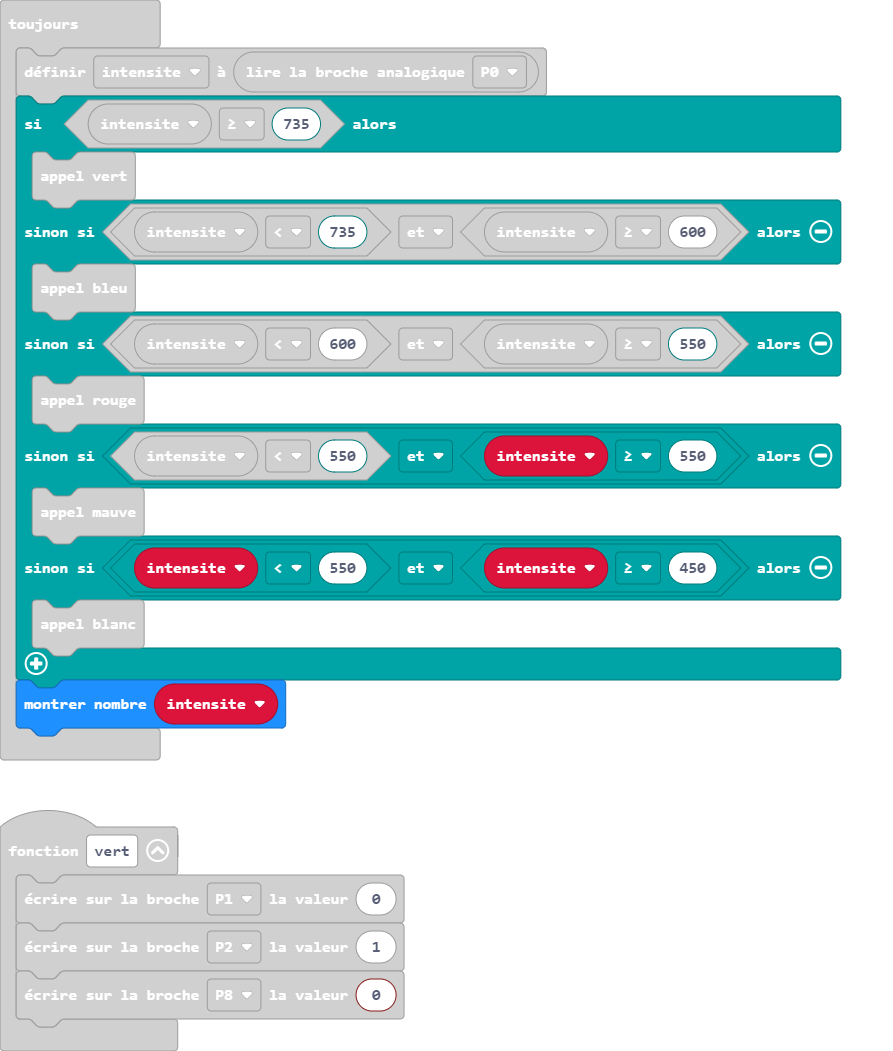 toujours
définir intensite à lire la broche analogique P0
si intensite ≥ 735 alors
appel vert
sinon si intensite < 735 et intensite ≥ 600 alors
appel bleu
sinon si intensite < 600 et intensite ≥ 550 alors
appel rouge
sinon si intensite < 550 et intensite ≥ 550 alors
appel mauve
sinon si intensite < 550 et intensite ≥ 450 alors
appel blanc
montrer nombre intensite
fonction vert
écrire sur la broche P1 la valeur 0
écrire sur la broche P2 la valeur 1
écrire sur la broche P8 la valeur 0